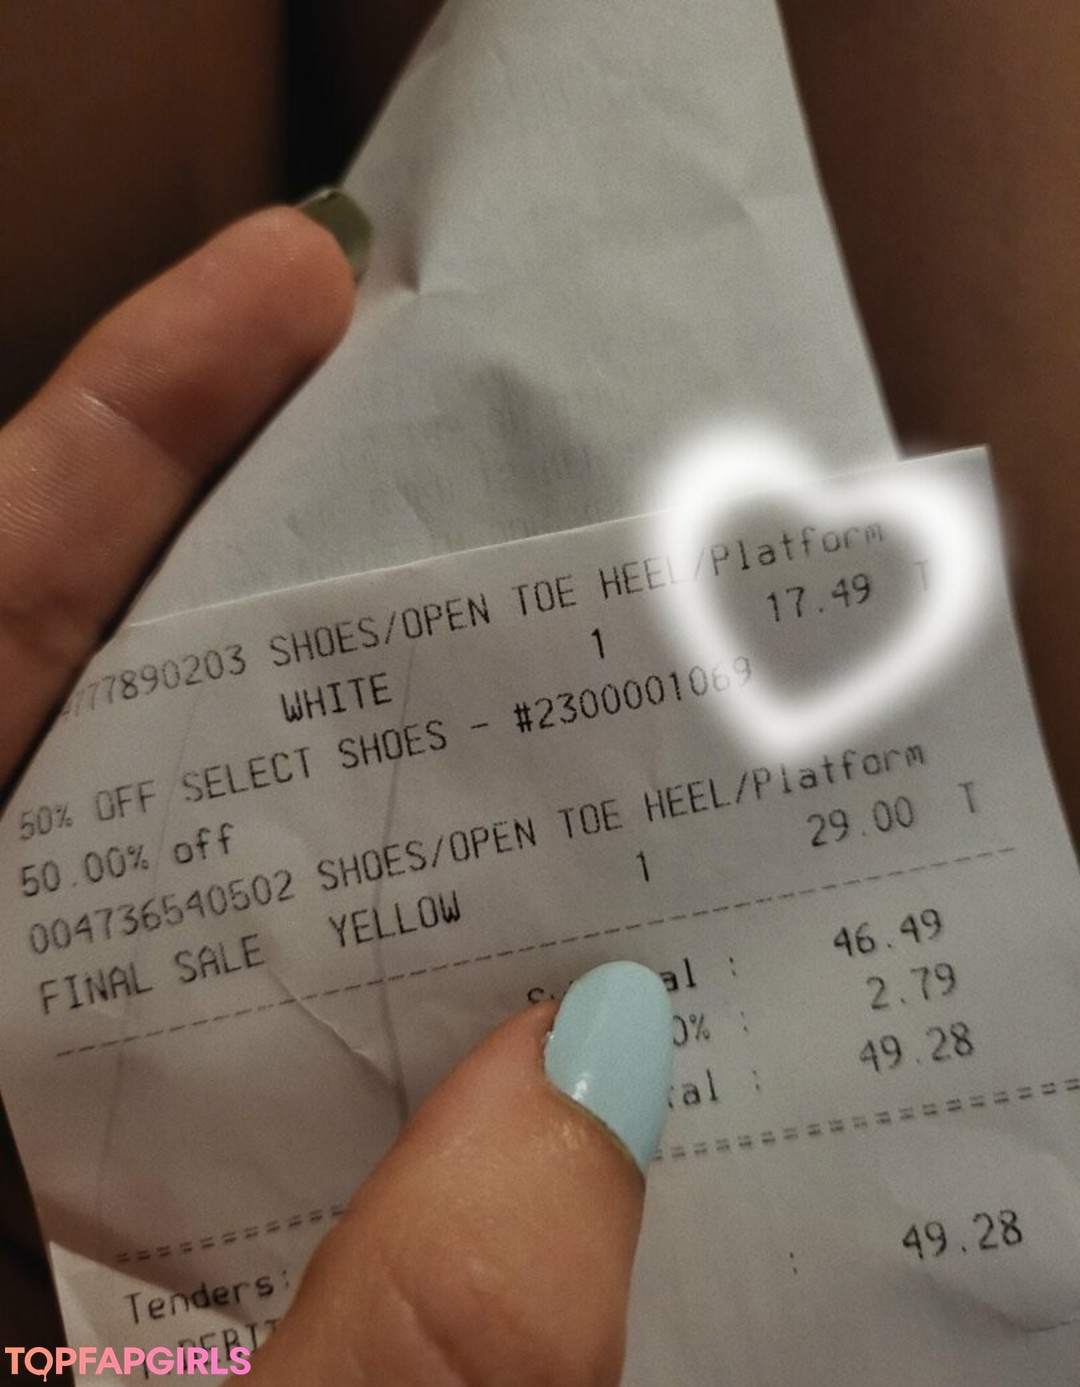 777890203 SHOES/OPEN TOE HEEL/Platform
WHITE 1 17.49 T
50% OFF SELECT SHOES - #2300001069
50.00% off
004736540502 SHOES/OPEN TOE HEEL/Platform
FINAL SALE YELLOW 1 29.00 T
: 46.49
0% : 2.79
: 49.28
Tenders:
: 49.28
TOPFAPGIRLS